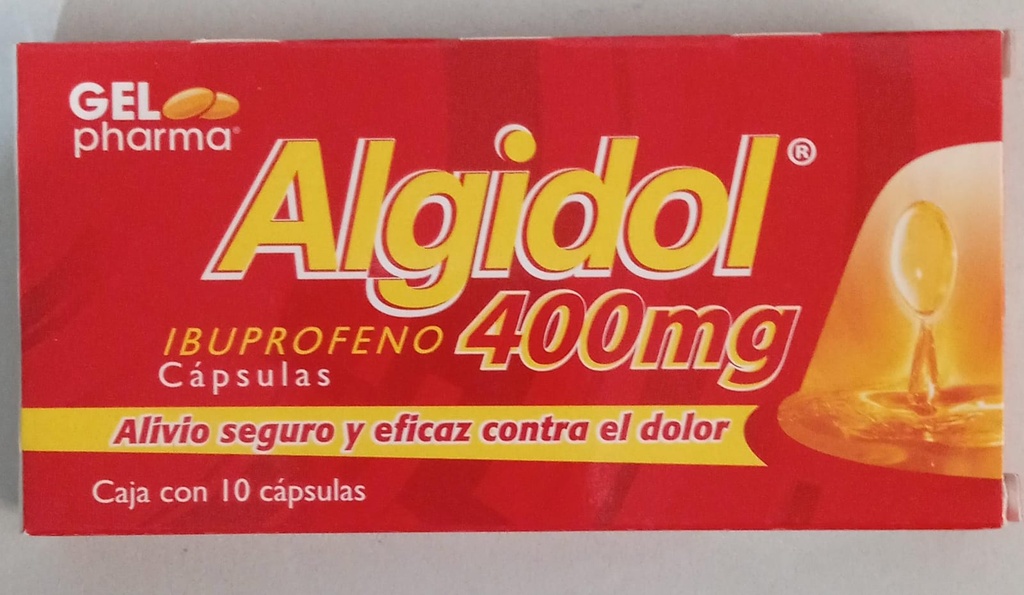 GEL
pharma®
Algidol®
IBUPROFENO 400mg
Cápsulas
Alivio seguro y eficaz contra el dolor
Caja con 10 cápsulas